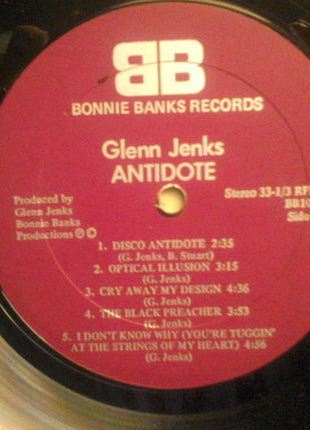 BB
BONNIE BANKS RECORDS
Glenn Jenks
ANTIDOTE
Stereo 33-1/3
Produced by
Glenn Jenks
Bonnie Banks
Productions ℗ ©
Side
1. DISCO ANTIDOTE 2:35
(G. Jenks, B. Stuart)
2. OPTICAL ILLUSION 3:15
(G. Jenks)
3. CRY AWAY MY DESIGN 4:36
(G. Jenks)
4. THE BLACK PREACHER 3:53
(G. Jenks)
5. I DON'T KNOW WHY (YOU'RE TUGGIN'
AT THE STRINGS OF MY HEART) 4:56
(G. Jenks)